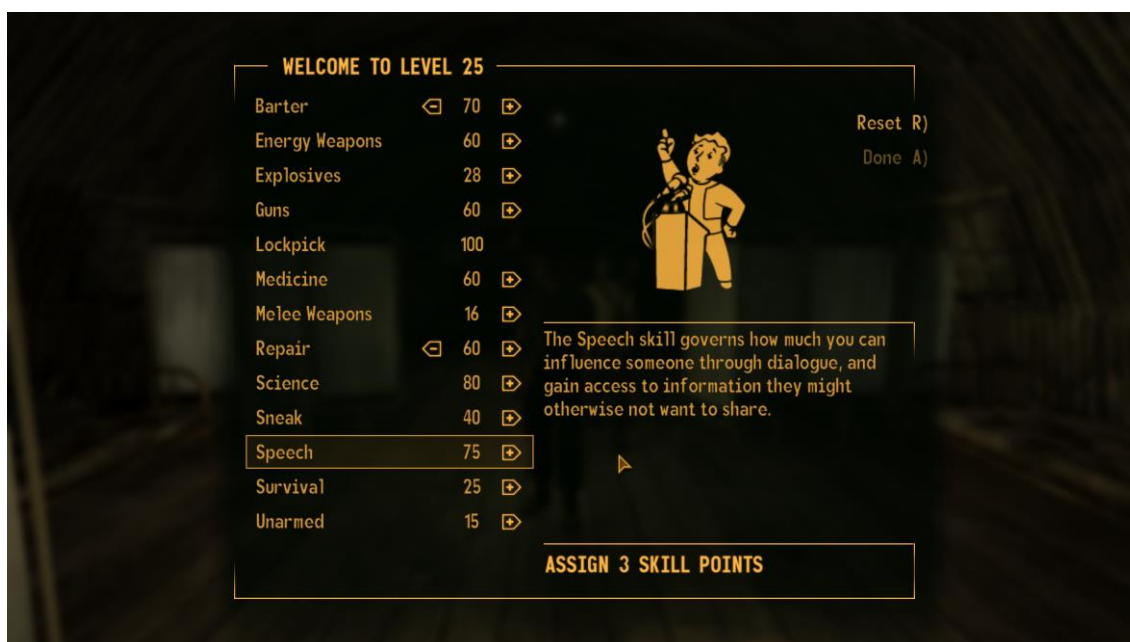 WELCOME TO LEVEL 25
Barter 70
Energy Weapons 60
Explosives 28
Guns 60
Lockpick 100
Medicine 60
Melee Weapons 16
Repair 60
Science 80
Sneak 40
Speech 75
Survival 25
Unarmed 15
Reset R)
Done A)
The Speech skill governs how much you can
influence someone through dialogue, and
gain access to information they might
otherwise not want to share.
ASSIGN 3 SKILL POINTS